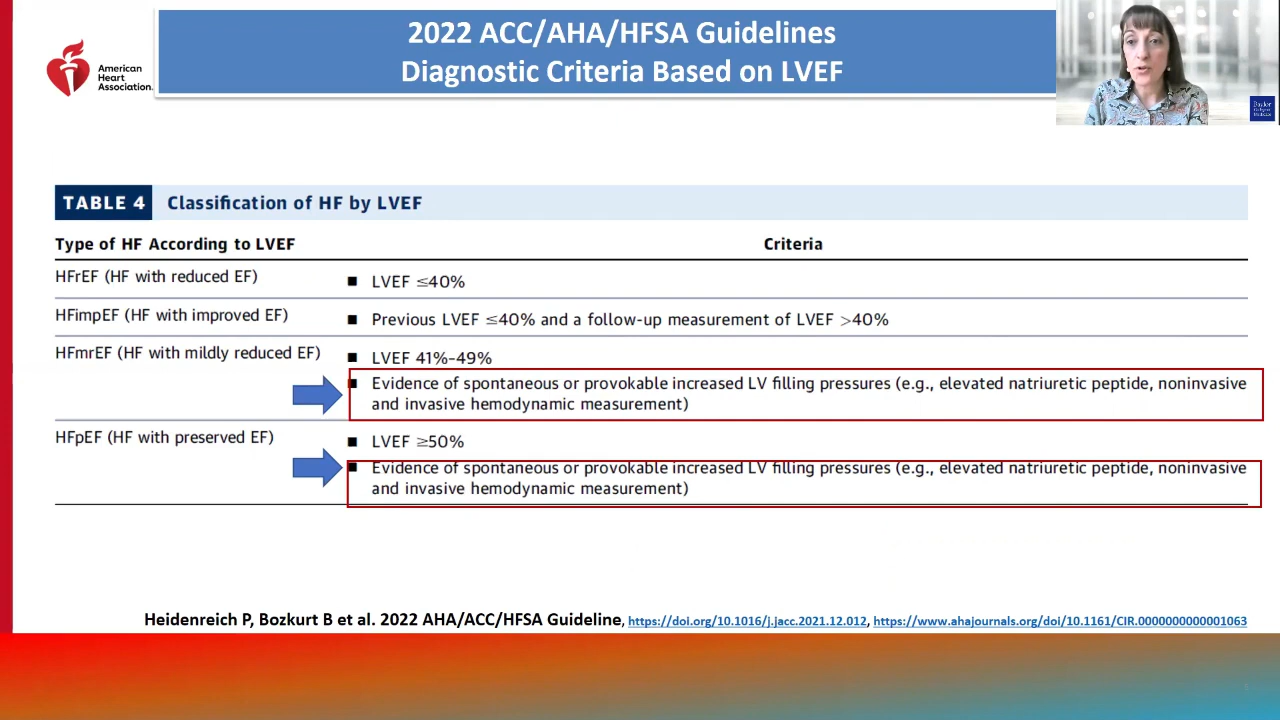 2022 ACC/AHA/HFSA Guidelines
Diagnostic Criteria Based on LVEF
American
Heart
Association.
Baylor
College of
Medicine
TABLE 4 Classification of HF by LVEF
Type of HF According to LVEF Criteria
HFrEF (HF with reduced EF) ■ LVEF ≤40%
HFimpEF (HF with improved EF) ■ Previous LVEF ≤40% and a follow-up measurement of LVEF >40%
HFmrEF (HF with mildly reduced EF) ■ LVEF 41%–49%
■ Evidence of spontaneous or provokable increased LV filling pressures (e.g., elevated natriuretic peptide, noninvasive
and invasive hemodynamic measurement)
HFpEF (HF with preserved EF) ■ LVEF ≥50%
■ Evidence of spontaneous or provokable increased LV filling pressures (e.g., elevated natriuretic peptide, noninvasive
and invasive hemodynamic measurement)
Heidenreich P, Bozkurt B et al. 2022 AHA/ACC/HFSA Guideline, https://doi.org/10.1016/j.jacc.2021.12.012, https://www.ahajournals.org/doi/10.1161/CIR.0000000000001063